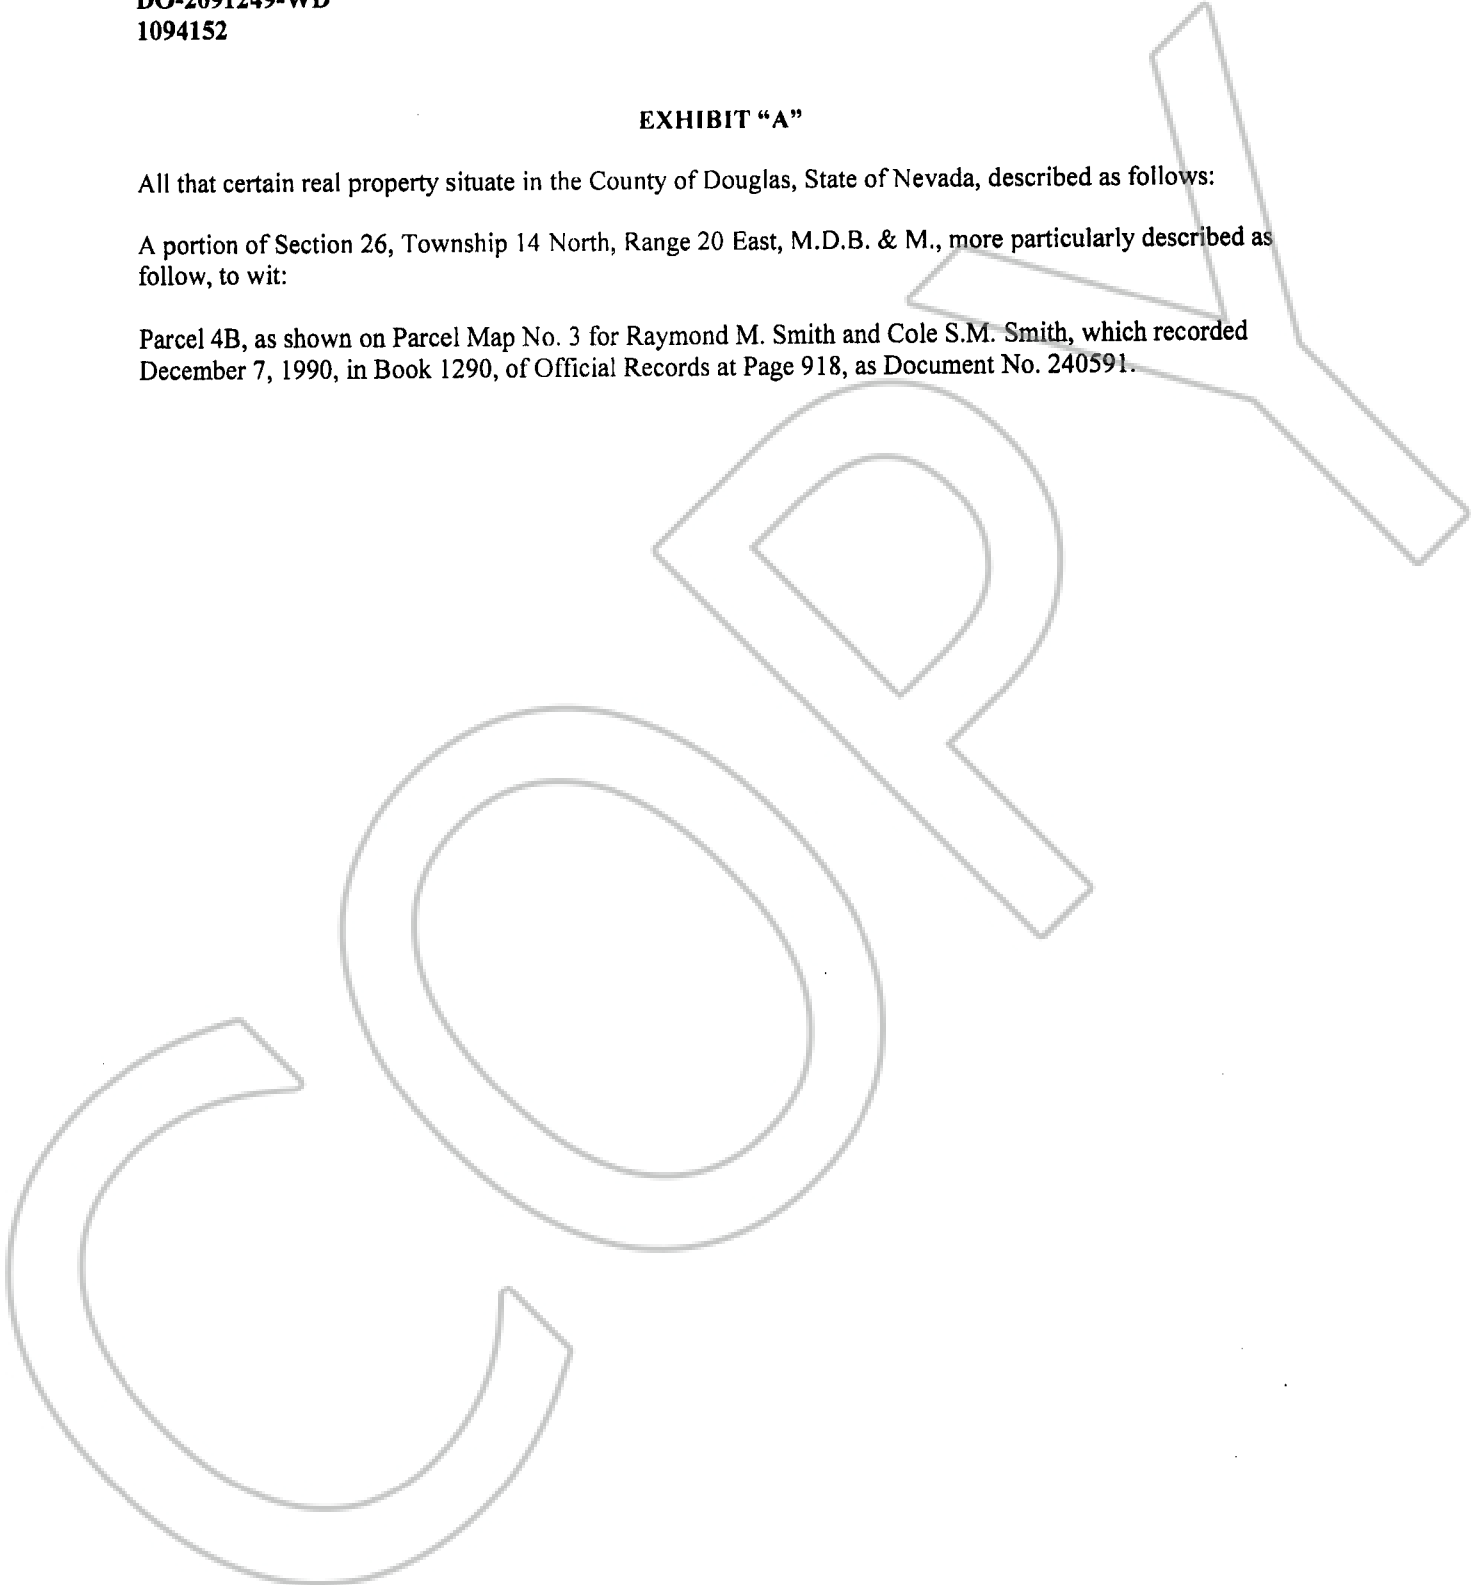 DO-2091249-WD
1094152
EXHIBIT “A”
All that certain real property situate in the County of Douglas, State of Nevada, described as follows:
A portion of Section 26, Township 14 North, Range 20 East, M.D.B. & M., more particularly described as
follow, to wit:
Parcel 4B, as shown on Parcel Map No. 3 for Raymond M. Smith and Cole S.M. Smith, which recorded
December 7, 1990, in Book 1290, of Official Records at Page 918, as Document No. 240591.
COPY